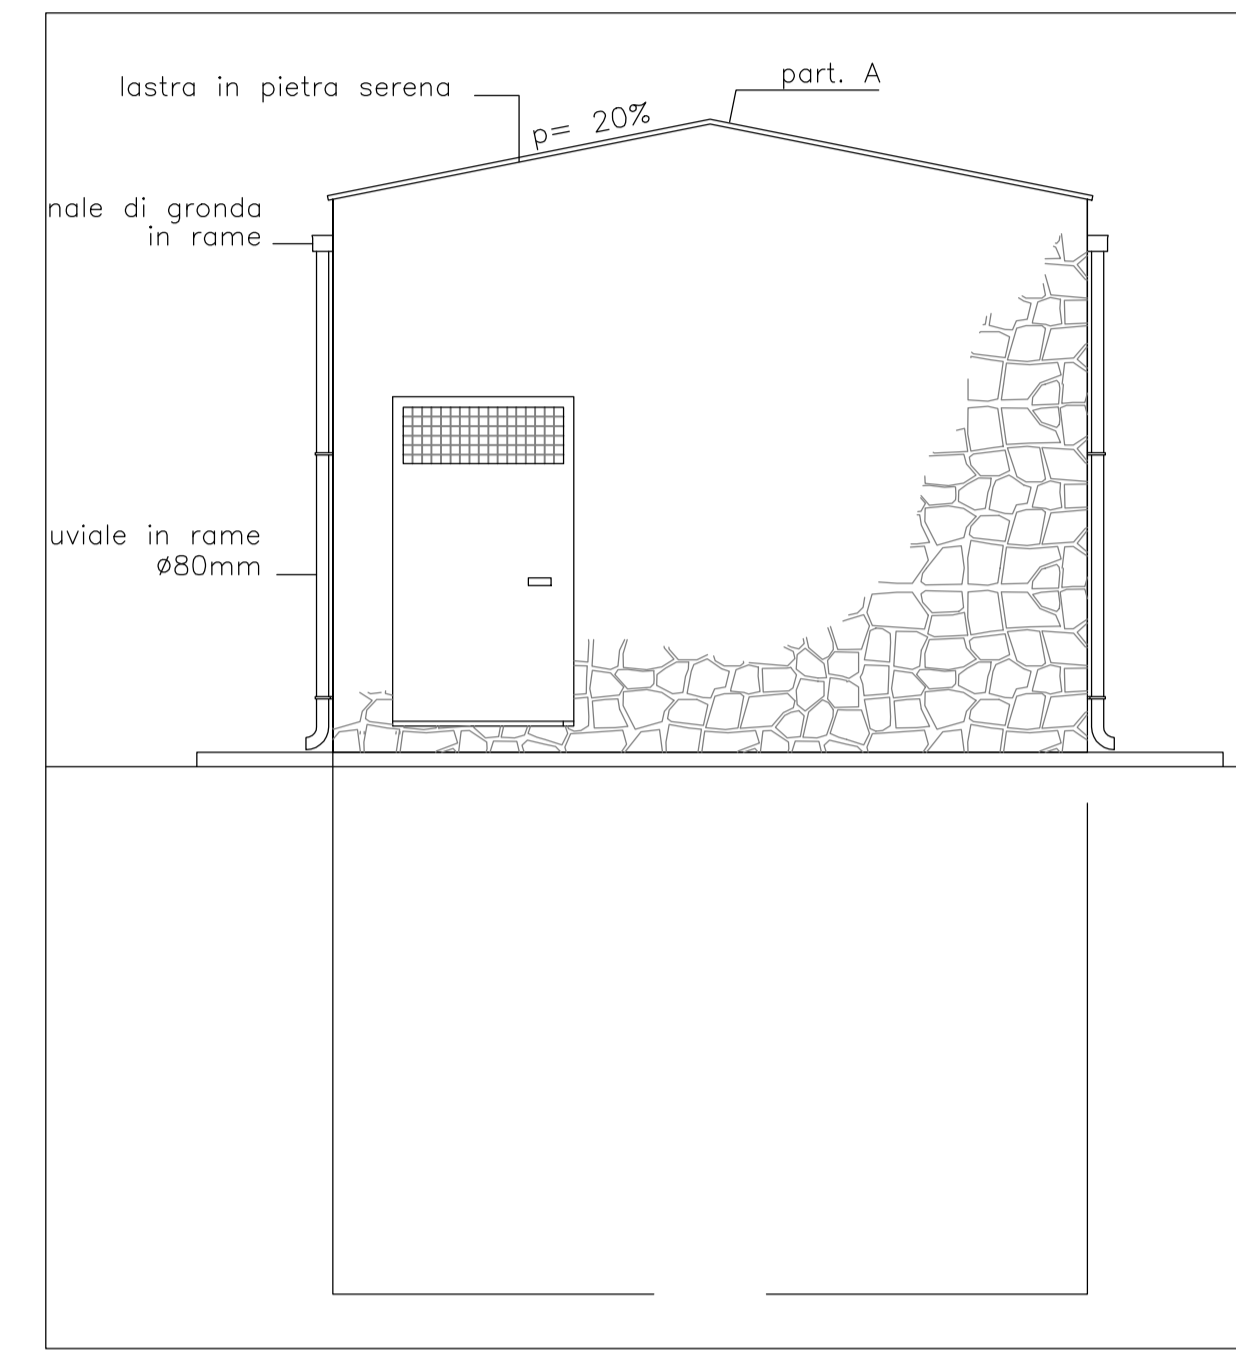 lastra in pietra serena
part. A
p= 20%
nale di gronda
in rame
uviale in rame
ø80mm